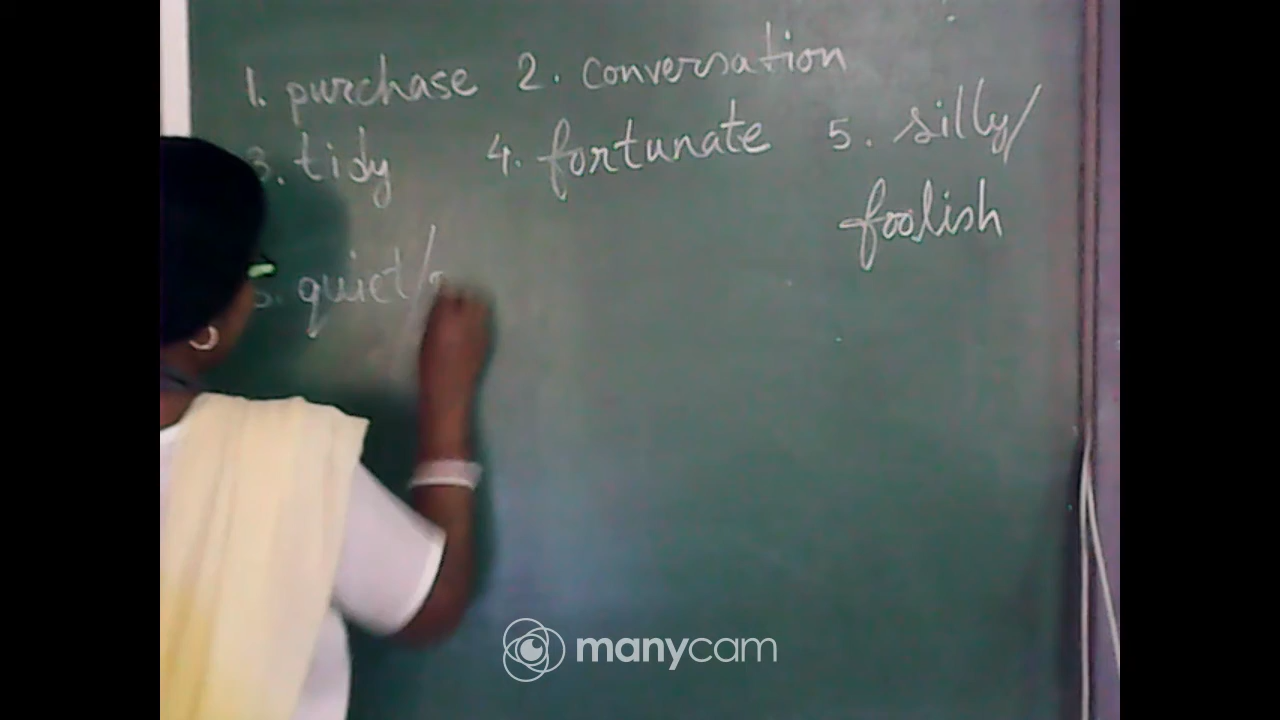 1. purchase 2. conversation
3. tidy 4. fortunate 5. silly/
foolish
quiet/
manycam